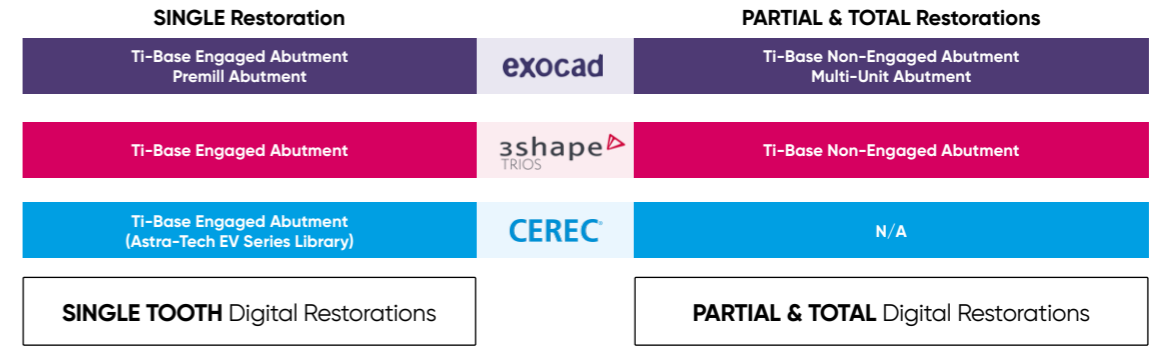 SINGLE Restoration
PARTIAL & TOTAL Restorations
Ti-Base Engaged Abutment
Premill Abutment
exocad
Ti-Base Non-Engaged Abutment
Multi-Unit Abutment
Ti-Base Engaged Abutment
3shape
TRIOS
Ti-Base Non-Engaged Abutment
Ti-Base Engaged Abutment
(Astra-Tech EV Series Library)
CEREC®
N/A
SINGLE TOOTH Digital Restorations
PARTIAL & TOTAL Digital Restorations